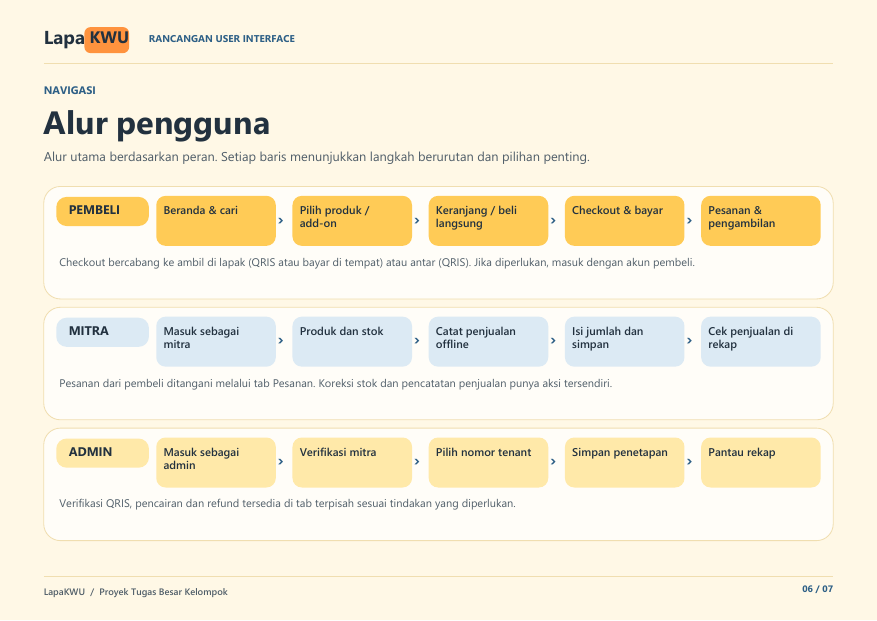 LapaKWU RANCANGAN USER INTERFACE
NAVIGASI
Alur pengguna
Alur utama berdasarkan peran. Setiap baris menunjukkan langkah berurutan dan pilihan penting.
PEMBELI
Beranda & cari
›
Pilih produk /
add-on
›
Keranjang / beli
langsung
›
Checkout & bayar
›
Pesanan &
pengambilan
Checkout bercabang ke ambil di lapak (QRIS atau bayar di tempat) atau antar (QRIS). Jika diperlukan, masuk dengan akun pembeli.
MITRA
Masuk sebagai
mitra
›
Produk dan stok
›
Catat penjualan
offline
›
Isi jumlah dan
simpan
›
Cek penjualan di
rekap
Pesanan dari pembeli ditangani melalui tab Pesanan. Koreksi stok dan pencatatan penjualan punya aksi tersendiri.
ADMIN
Masuk sebagai
admin
›
Verifikasi mitra
›
Pilih nomor tenant
›
Simpan penetapan
›
Pantau rekap
Verifikasi QRIS, pencairan dan refund tersedia di tab terpisah sesuai tindakan yang diperlukan.
LapaKWU / Proyek Tugas Besar Kelompok
06 / 07